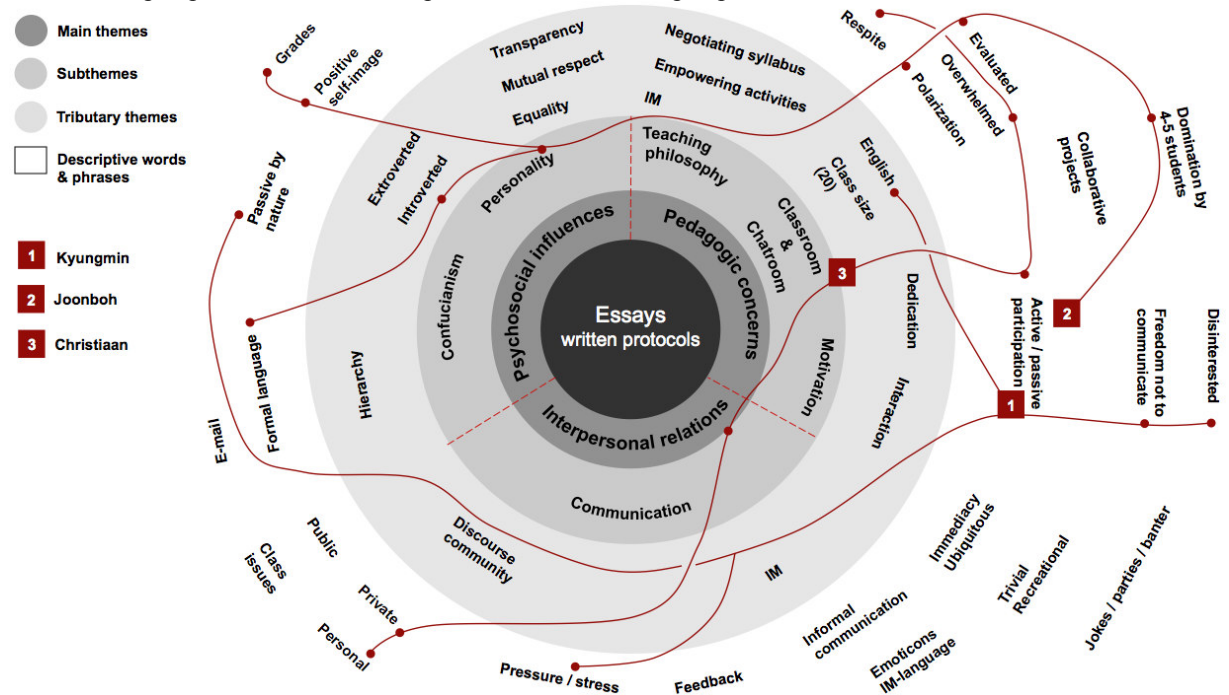 Main themes
Subthemes
Tributary themes
Descriptive words
& phrases
1 Kyungmin
2 Joonboh
3 Christiaan
Grades
Positive
self-image
Passive by
nature
Extroverted
Introverted
Transparency
Mutual respect
Equality
IM
Negotiating syllabus
Empowering activities
Respite
Evaluated
Overwhelmed
Polarization
Domination by
4-5 students
Collaborative
projects
English
Class size
(20)
Personality
Teaching
philosophy
Classroom
&
Chatroom
3
Psychosocial influences
Pedagogic concerns
Essays
written protocols
Interpersonal relations
Confucianism
Motivation
Communication
Hierarchy
Formal language
E-mail
Dedication
Interaction
Active / passive
participation
2
1
Freedom not to
communicate
Disinterested
Discourse
community
Public
Class
issues
Private
Personal
Pressure / stress
Feedback
IM
Informal
communication
Emoticons
IM-language
Immediacy
Ubiquitous
Trivial
Recreational
Jokes / parties / banter